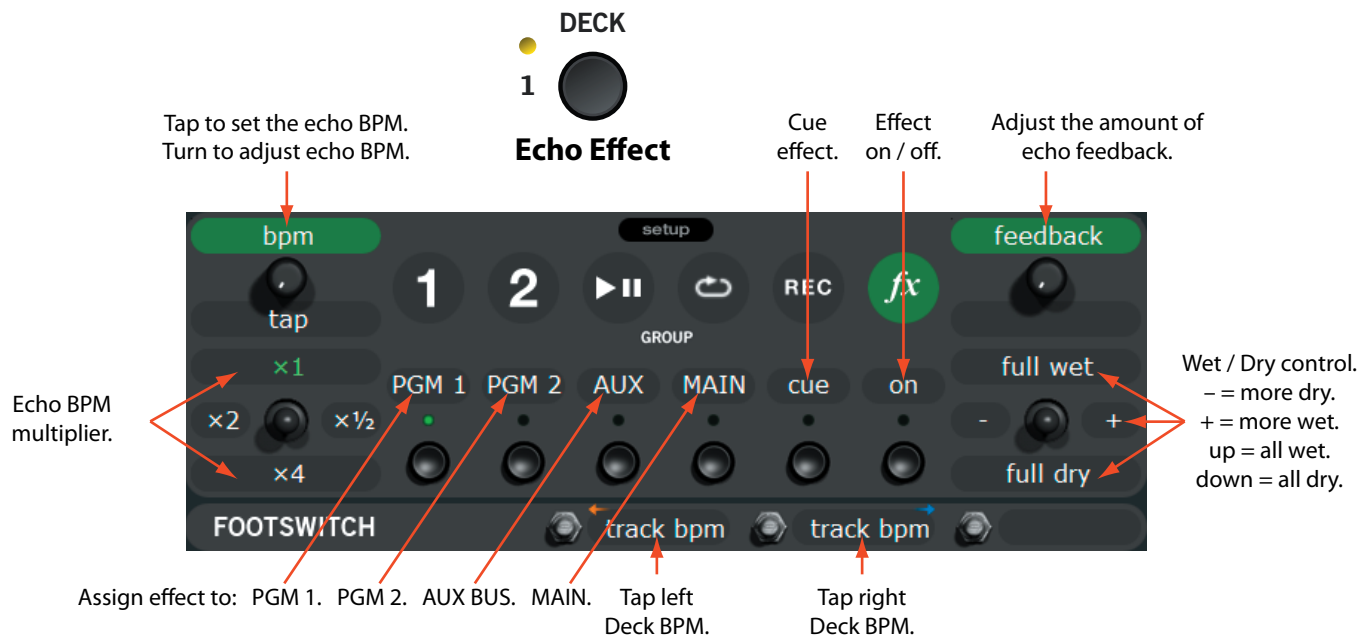 DECK
1
Echo Effect
Tap to set the echo BPM.
Turn to adjust echo BPM.
Cue
effect.
Effect
on / off.
Adjust the amount of
echo feedback.
bpm
setup
feedback
1
2
REC
fx
tap
GROUP
×1
PGM 1
PGM 2
AUX
MAIN
cue
on
full wet
Echo BPM
multiplier.
×2
×½
-
+
×4
full dry
Wet / Dry control.
– = more dry.
+ = more wet.
up = all wet.
down = all dry.
FOOTSWITCH
track bpm
track bpm
Assign effect to: PGM 1. PGM 2. AUX BUS. MAIN.
Tap left
Deck BPM.
Tap right
Deck BPM.